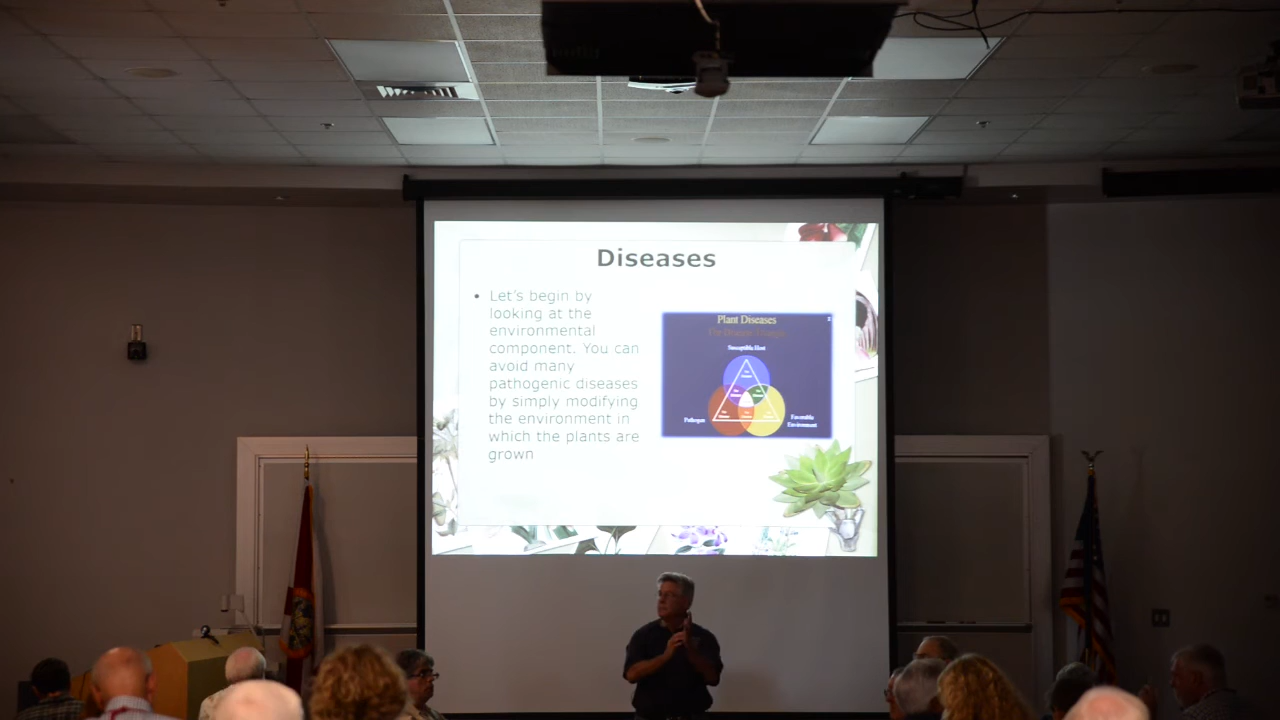 Diseases
• Let's begin by
looking at the
environmental
component. You can
avoid many
pathogenic diseases
by simply modifying
the environment in
which the plants are
grown
Plant Diseases
Susceptible Host
Pathogen
Favorable
Environment